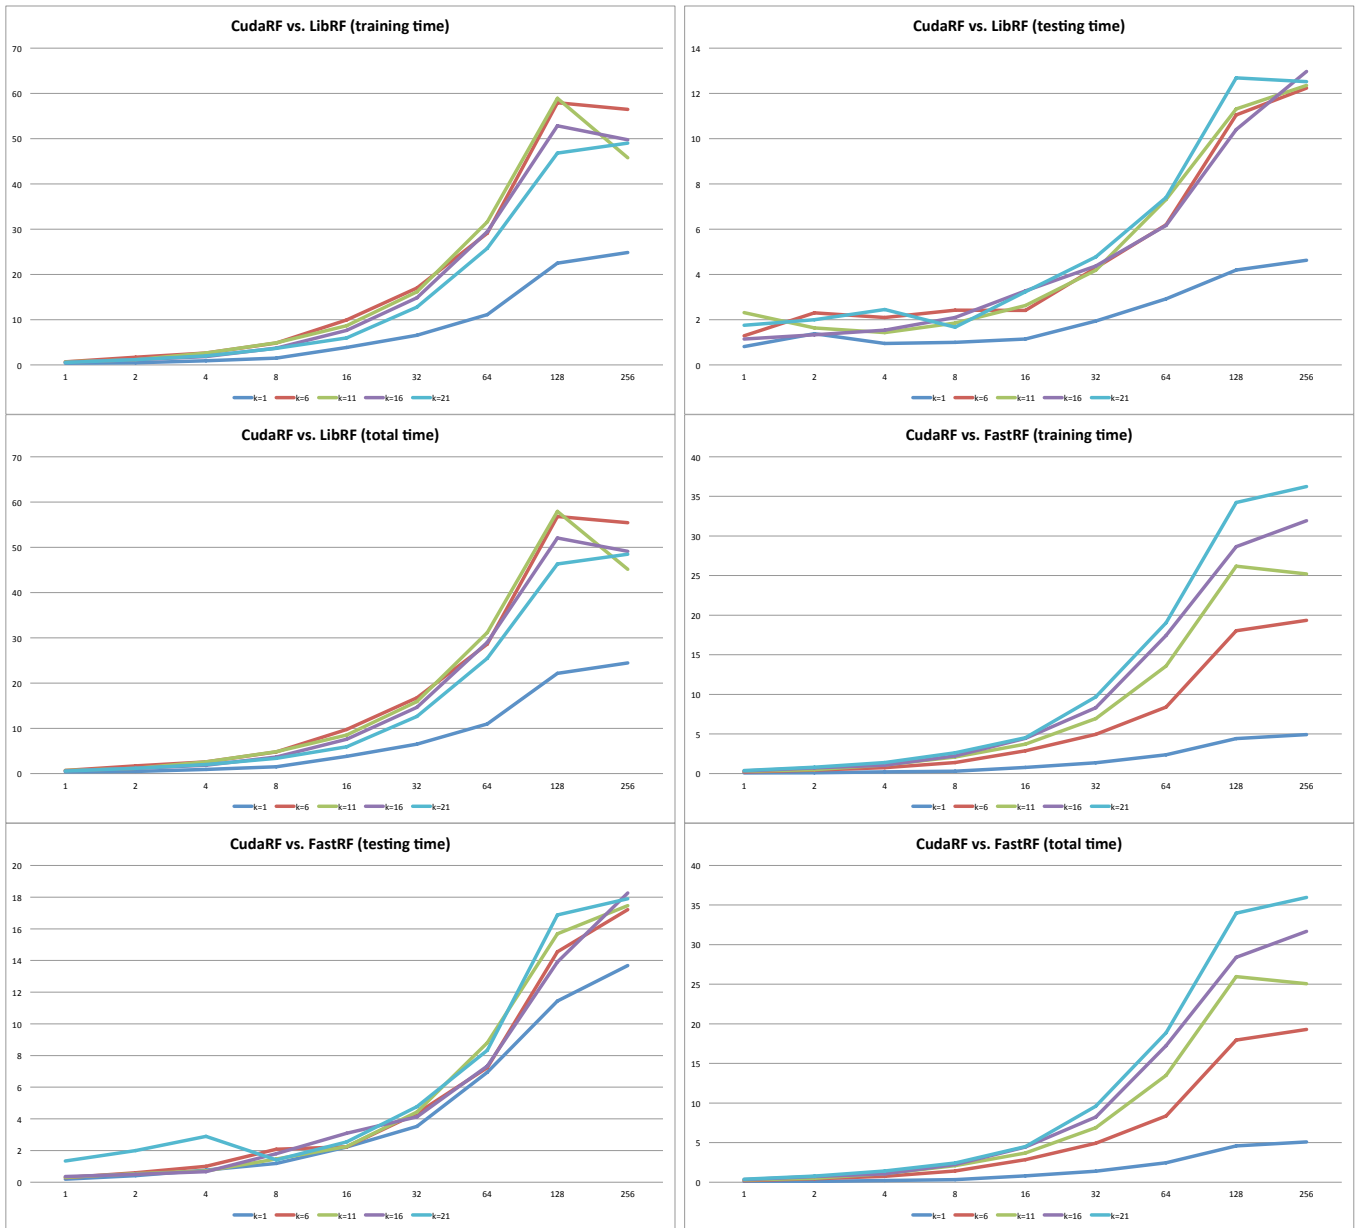 CudaRF vs. LibRF (training time)
70
60
50
40
30
20
10
0
1 2 4 8 16 32 64 128 256
k=1 k=6 k=11 k=16 k=21
CudaRF vs. LibRF (testing time)
14
12
10
8
6
4
2
0
1 2 4 8 16 32 64 128 256
k=1 k=6 k=11 k=16 k=21
CudaRF vs. LibRF (total time)
70
60
50
40
30
20
10
0
1 2 4 8 16 32 64 128 256
k=1 k=6 k=11 k=16 k=21
CudaRF vs. FastRF (training time)
40
35
30
25
20
15
10
5
0
1 2 4 8 16 32 64 128 256
k=1 k=6 k=11 k=16 k=21
CudaRF vs. FastRF (testing time)
20
18
16
14
12
10
8
6
4
2
0
1 2 4 8 16 32 64 128 256
k=1 k=6 k=11 k=16 k=21
CudaRF vs. FastRF (total time)
40
35
30
25
20
15
10
5
0
1 2 4 8 16 32 64 128 256
k=1 k=6 k=11 k=16 k=21